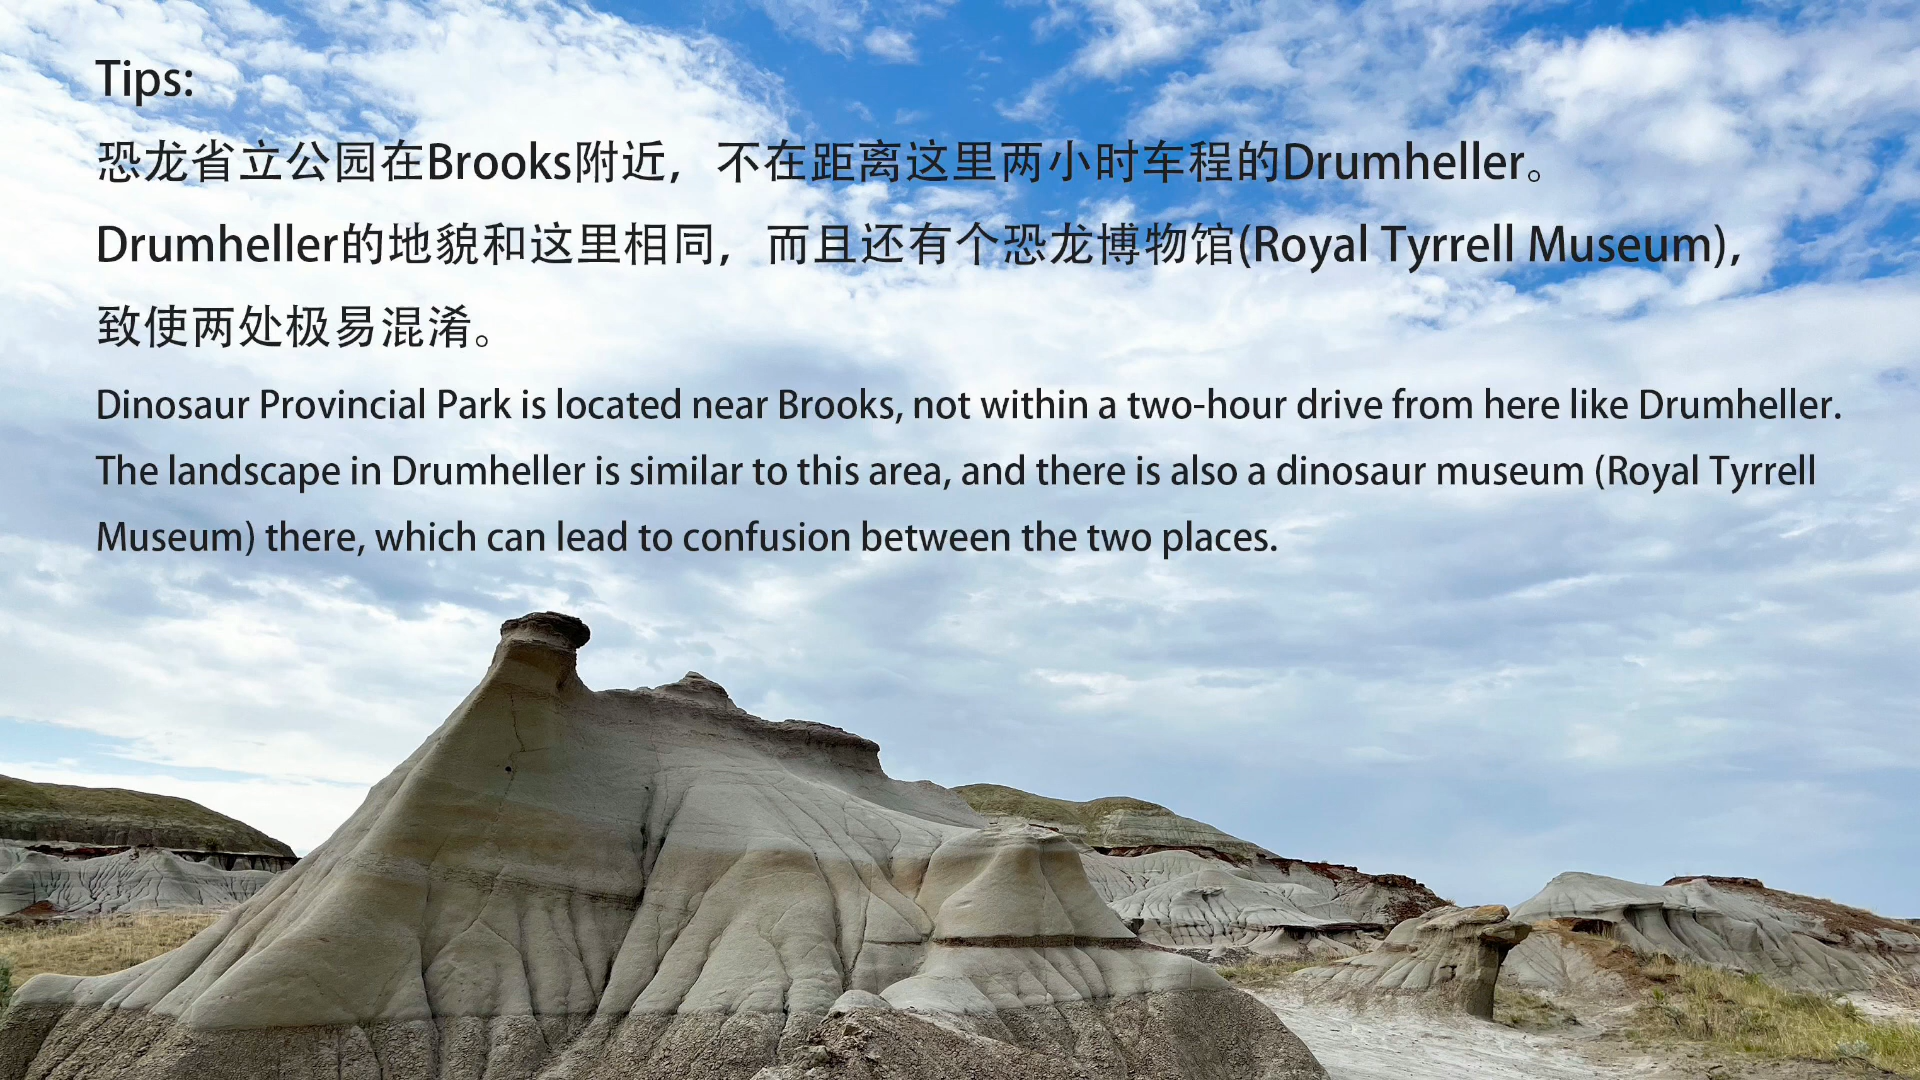 Tips:
恐龙省立公园在Brooks附近，不在距离这里两小时车程的Drumheller。
Drumheller的地貌和这里相同，而且还有个恐龙博物馆(Royal Tyrrell Museum)，
致使两处极易混淆。
Dinosaur Provincial Park is located near Brooks, not within a two-hour drive from here like Drumheller.
The landscape in Drumheller is similar to this area, and there is also a dinosaur museum (Royal Tyrrell
Museum) there, which can lead to confusion between the two places.